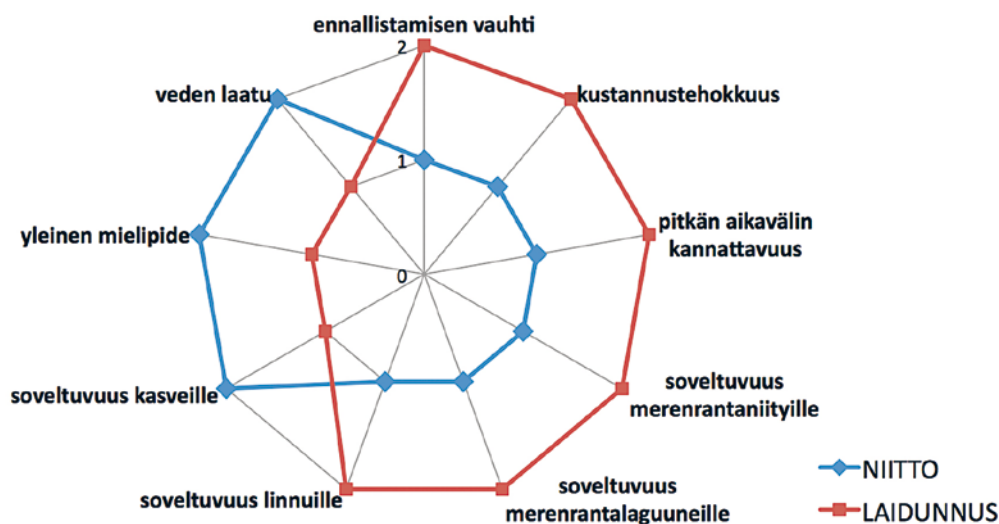 ennallistamisen vauhti
2
veden laatu
kustannustehokkuus
1
yleinen mielipide
pitkän aikavälin
kannattavuus
0
soveltuvuus kasveille
soveltuvuus
merenrantaniityille
soveltuvuus linnuille
soveltuvuus
merenrantalaguuneille
NIITTO
LAIDUNNUS